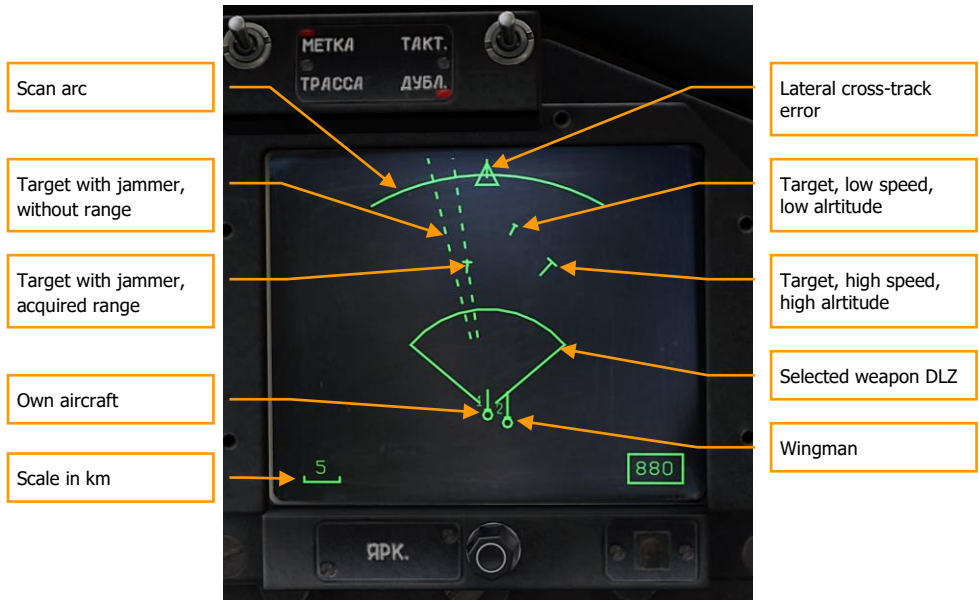 МЕТКА ТАКТ.
ТРАССА ДУБЛ.
Scan arc
Target with jammer,
without range
Target with jammer,
acquired range
Own aircraft
Scale in km
Lateral cross-track
error
Target, low speed,
low alrtitude
Target, high speed,
high alrtitude
Selected weapon DLZ
Wingman
1
2
5
880
ЯРК.